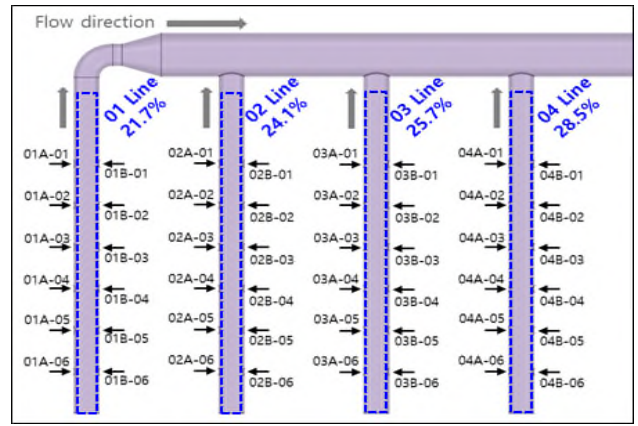 Flow direction
01 Line
21.7%
02 Line
24.1%
03 Line
25.7%
04 Line
28.5%
01A-01
01B-01
02A-01
02B-01
03A-01
03B-01
04A-01
04B-01
01A-02
01B-02
02A-02
02B-02
03A-02
03B-02
04A-02
04B-02
01A-03
01B-03
02A-03
02B-03
03A-03
03B-03
04A-03
04B-03
01A-04
01B-04
02A-04
02B-04
03A-04
03B-04
04A-04
04B-04
01A-05
01B-05
02A-05
02B-05
03A-05
03B-05
04A-05
04B-05
01A-06
01B-06
02A-06
02B-06
03A-06
03B-06
04A-06
04B-06